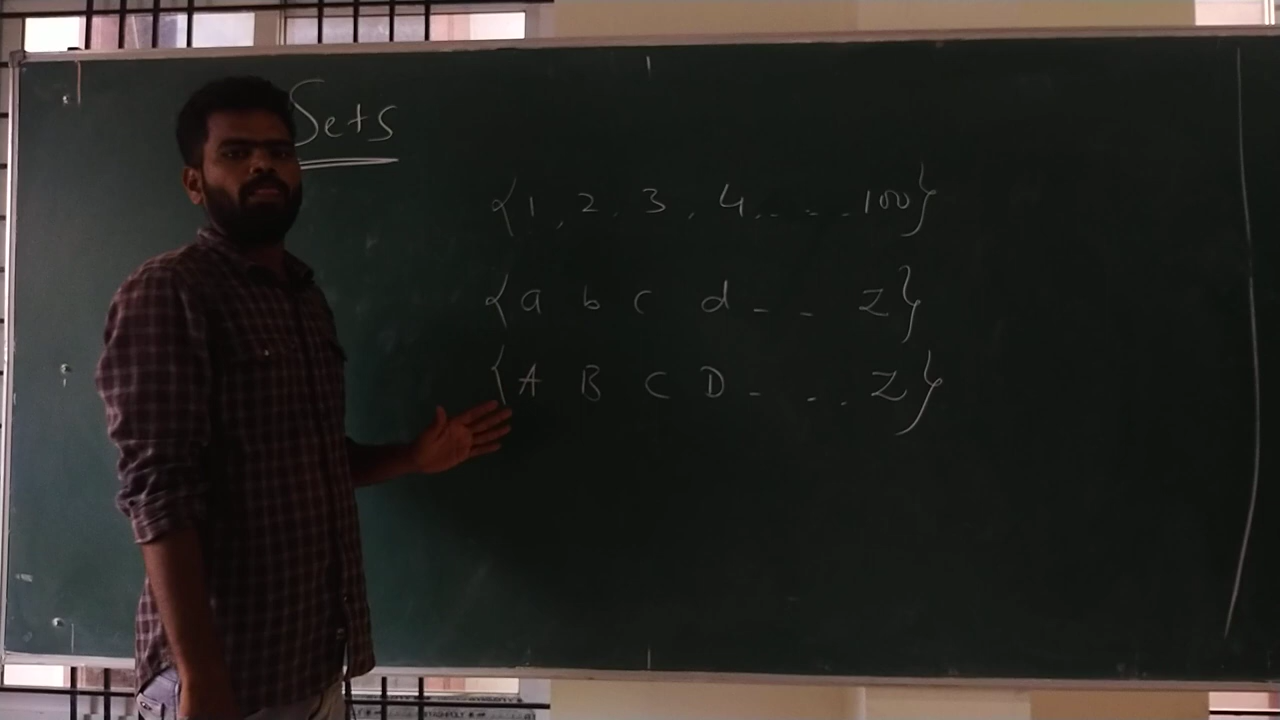 Sets
{1, 2, 3, 4, - - - 100}
{a b c d - - z}
{A B C D - - - Z}